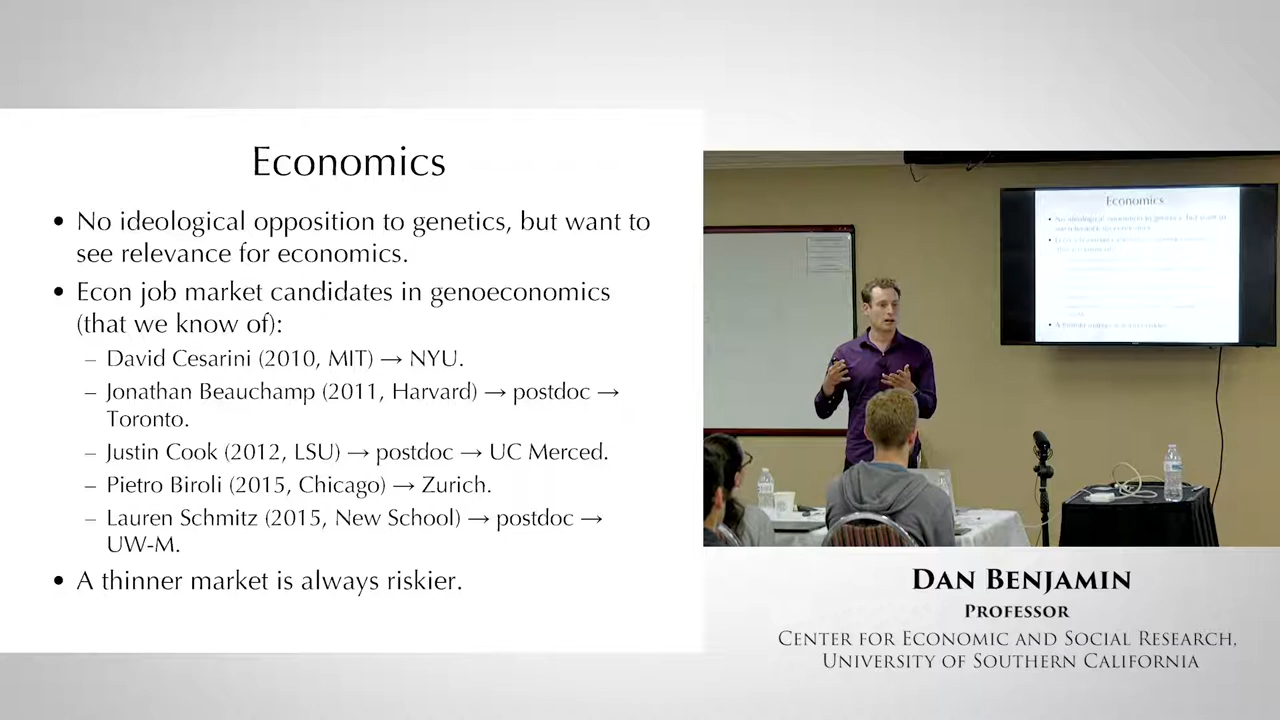 Economics
• No ideological opposition to genetics, but want to
see relevance for economics.
• Econ job market candidates in genoeconomics
(that we know of):
– David Cesarini (2010, MIT) → NYU.
– Jonathan Beauchamp (2011, Harvard) → postdoc →
Toronto.
– Justin Cook (2012, LSU) → postdoc → UC Merced.
– Pietro Biroli (2015, Chicago) → Zurich.
– Lauren Schmitz (2015, New School) → postdoc →
UW-M.
• A thinner market is always riskier.
Economics
DAN BENJAMIN
PROFESSOR
CENTER FOR ECONOMIC AND SOCIAL RESEARCH,
UNIVERSITY OF SOUTHERN CALIFORNIA